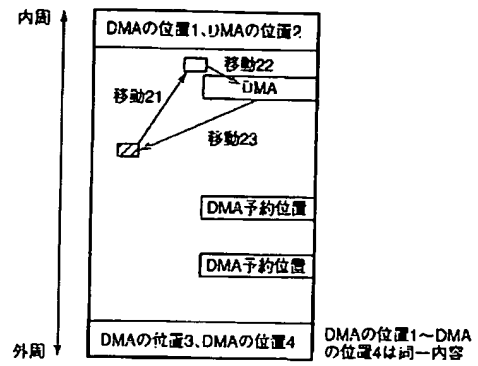 内周
DMAの位置1、DMAの位置2
移動22
DMA
移動21
移動23
DMA予約位置
DMA予約位置
DMAの位置3、DMAの位置4
外周
DMAの位置1〜DMA
の位置4は同一内容